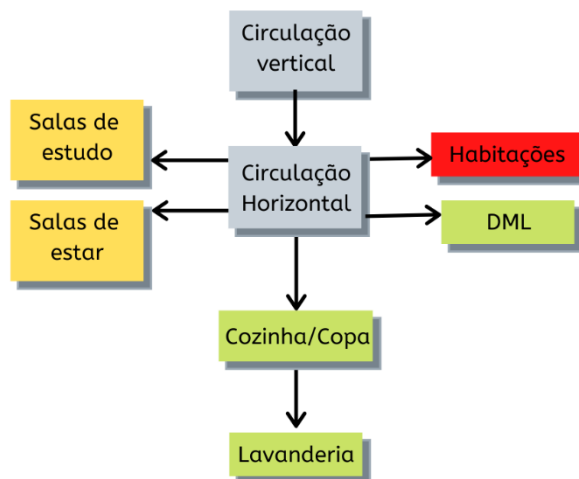 Circulação
vertical
Salas de
estudo
Circulação
Horizontal
Habitações
Salas de
estar
DML
Cozinha/Copa
Lavanderia